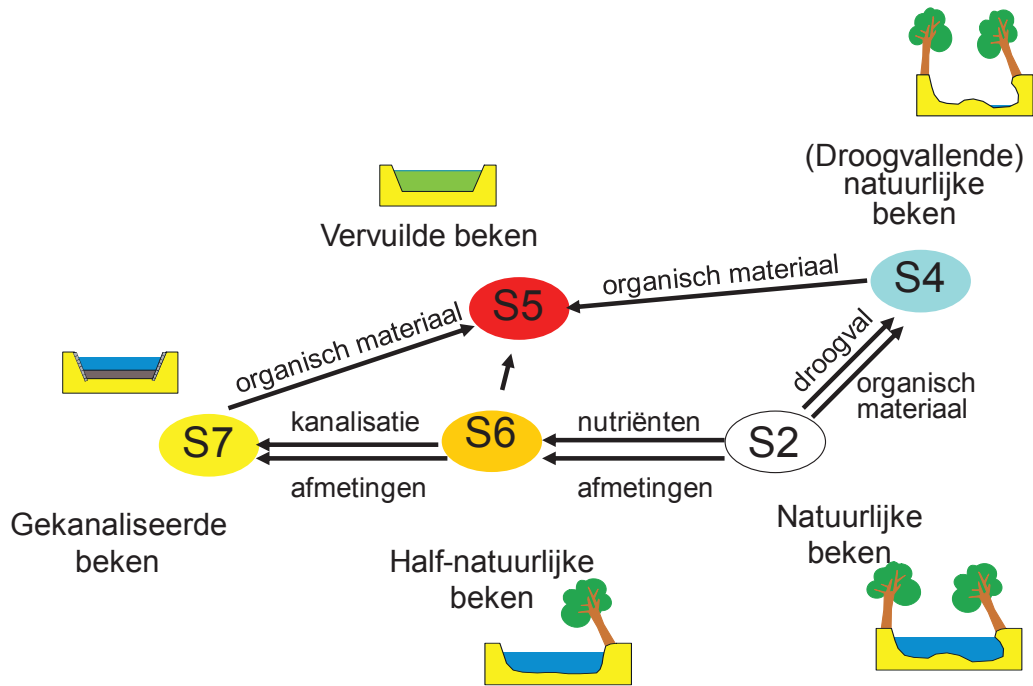 (Droogvallende)
natuurlijke
beken
Vervuilde beken
organisch materiaal
S4
S5
organisch materiaal
droogval
organisch
materiaal
S7
kanalisatie
S6
nutriënten
S2
afmetingen
afmetingen
Gekanaliseerde
beken
Half-natuurlijke
beken
Natuurlijke
beken